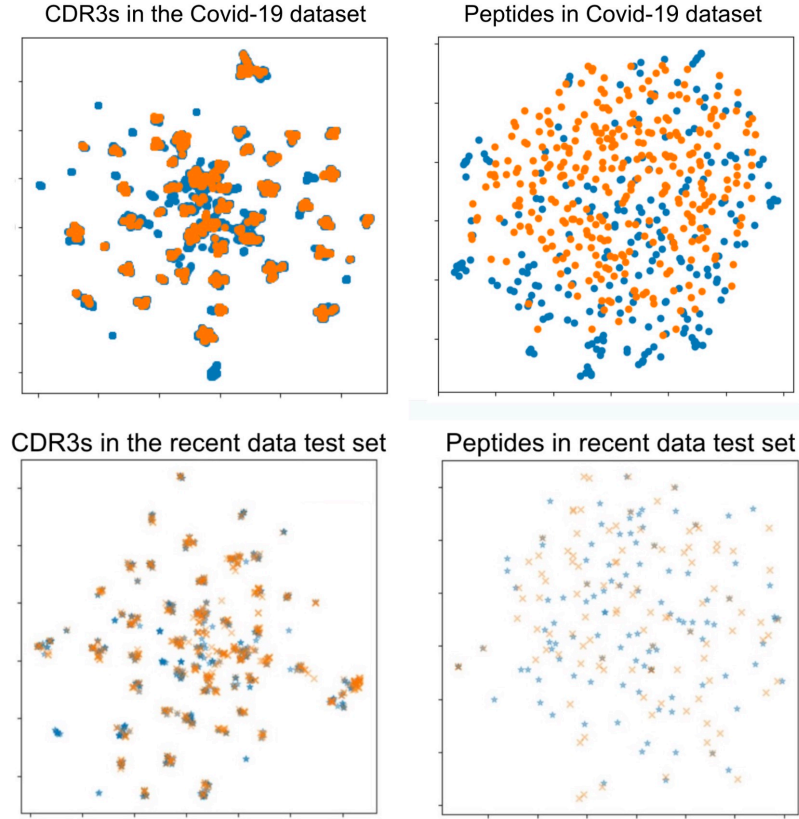 CDR3s in the Covid-19 dataset
Peptides in Covid-19 dataset
CDR3s in the recent data test set
Peptides in recent data test set